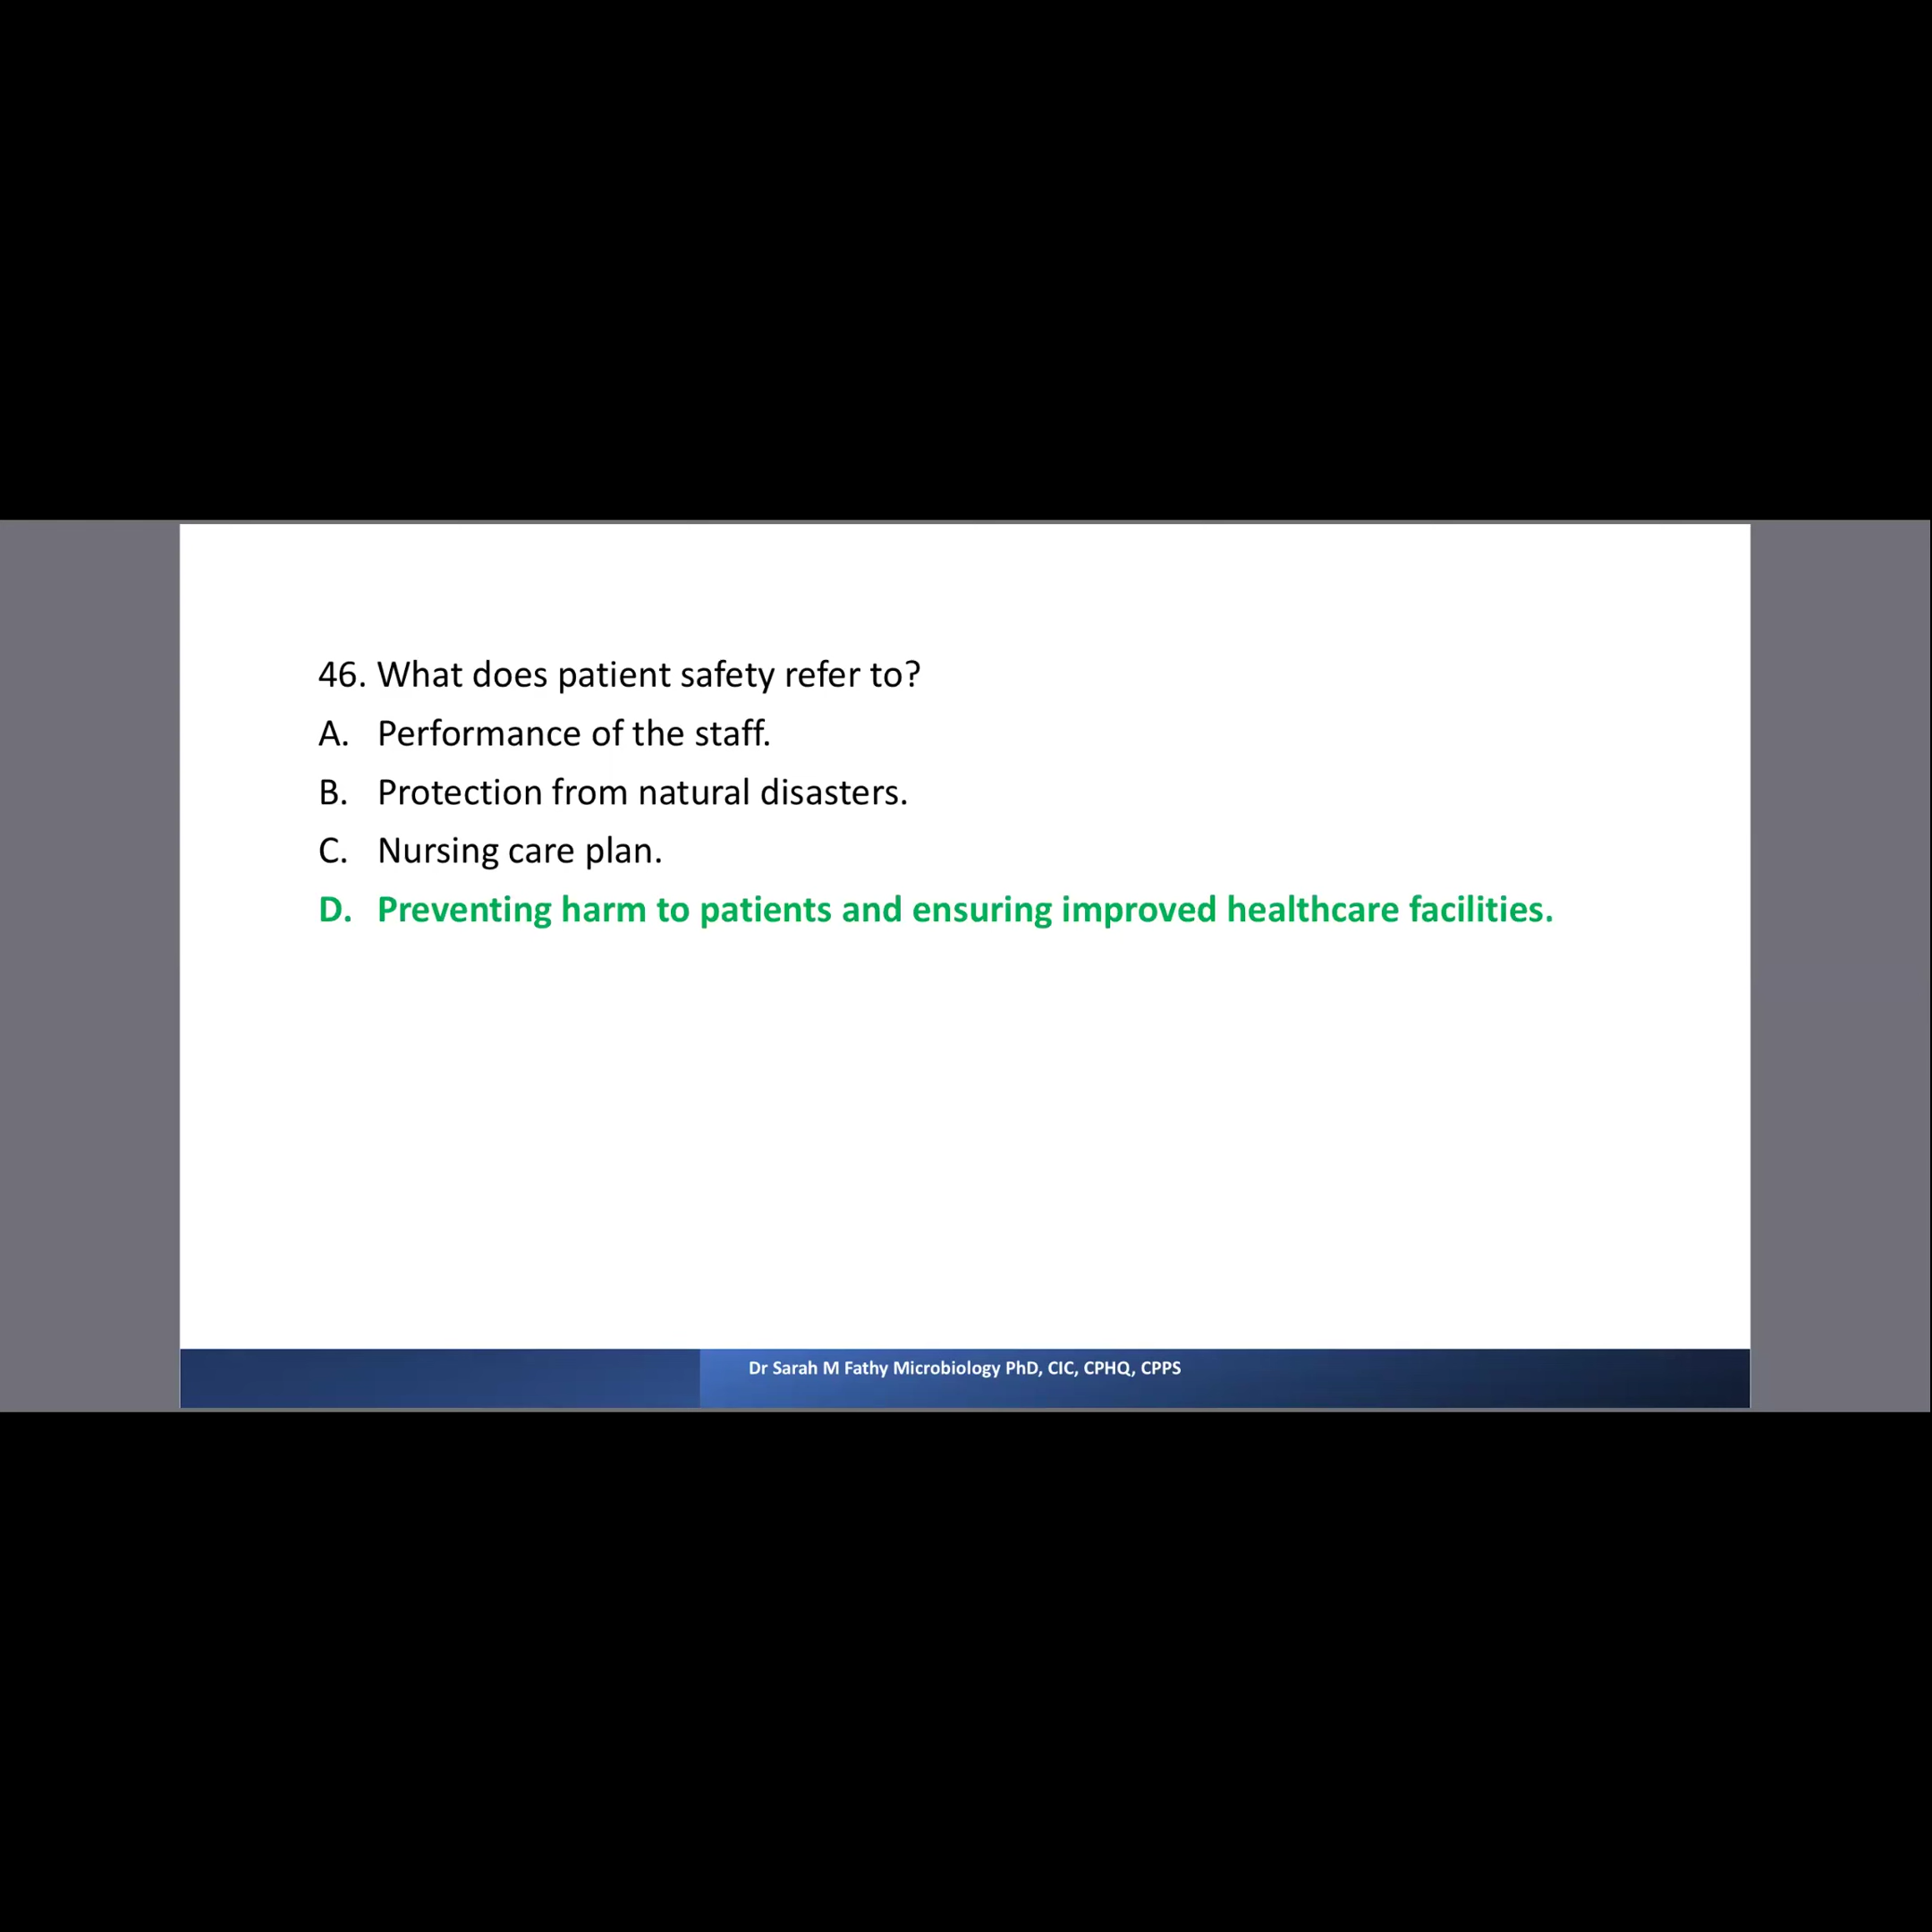 46. What does patient safety refer to?
A. Performance of the staff.
B. Protection from natural disasters.
C. Nursing care plan.
D. Preventing harm to patients and ensuring improved healthcare facilities.
Dr Sarah M Fathy Microbiology PhD, CIC, CPHQ, CPPS